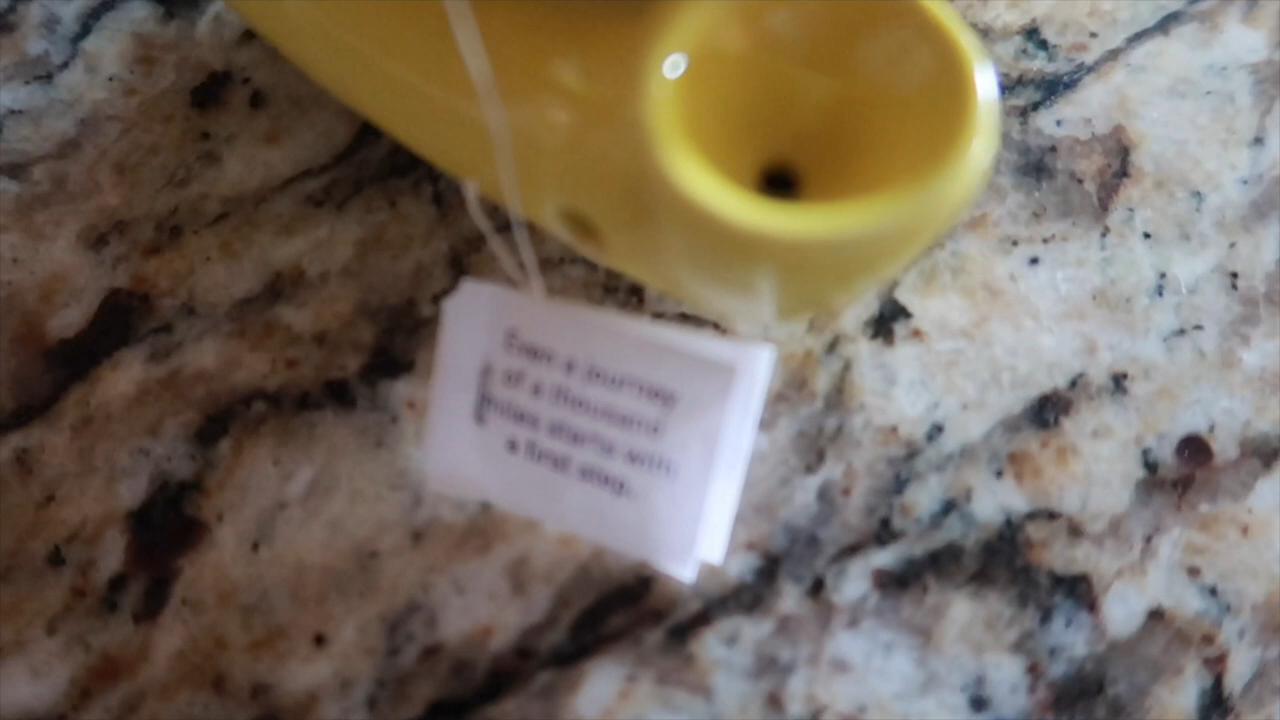 Even a journey
of a thousand
miles starts with
a first step.